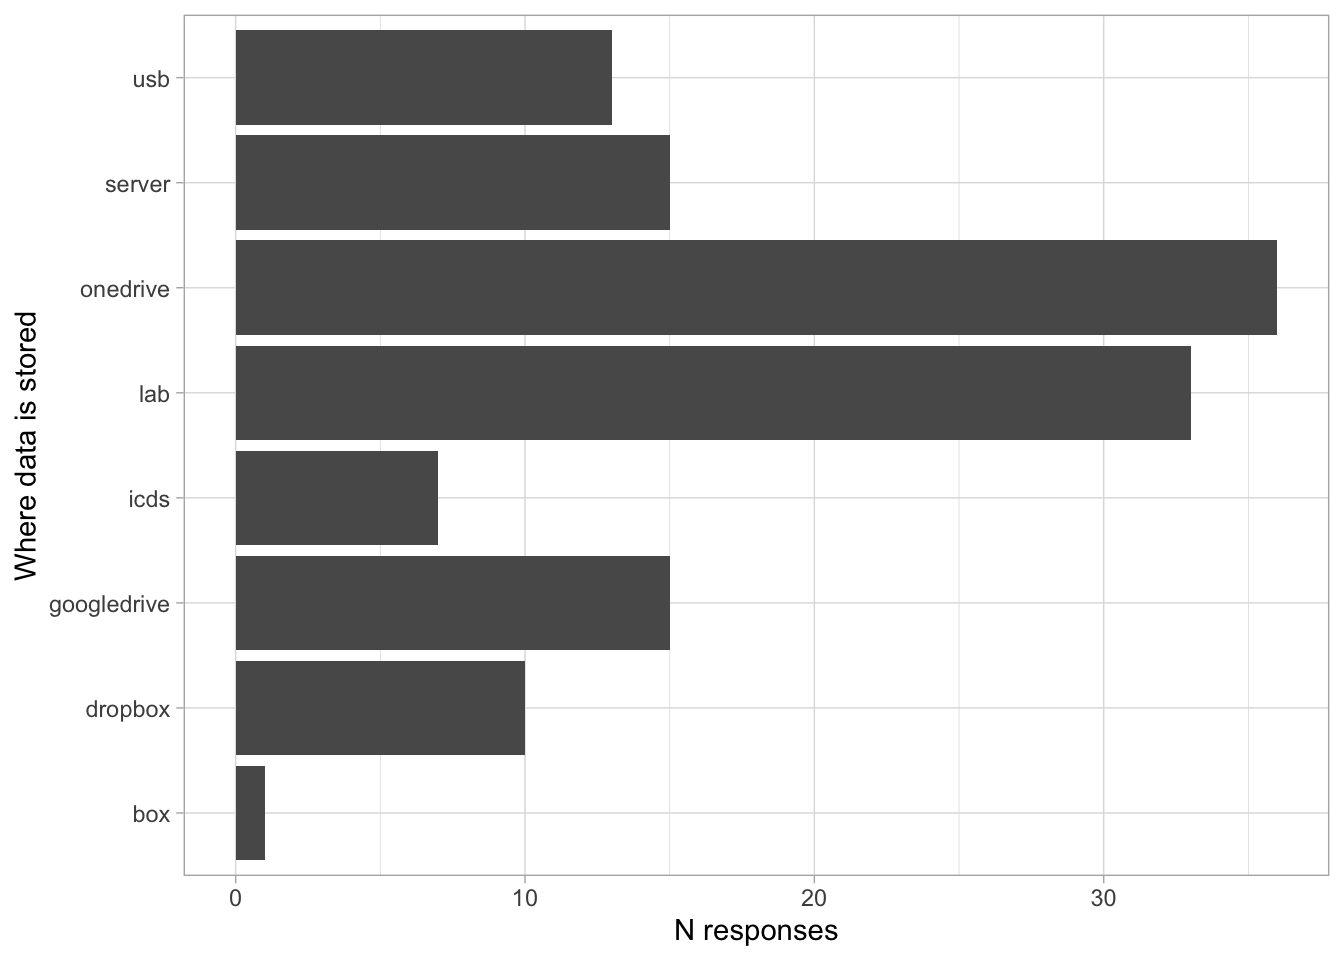 usb
server
onedrive
lab
icds
googledrive
dropbox
box
Where data is stored
0 10 20 30
N responses